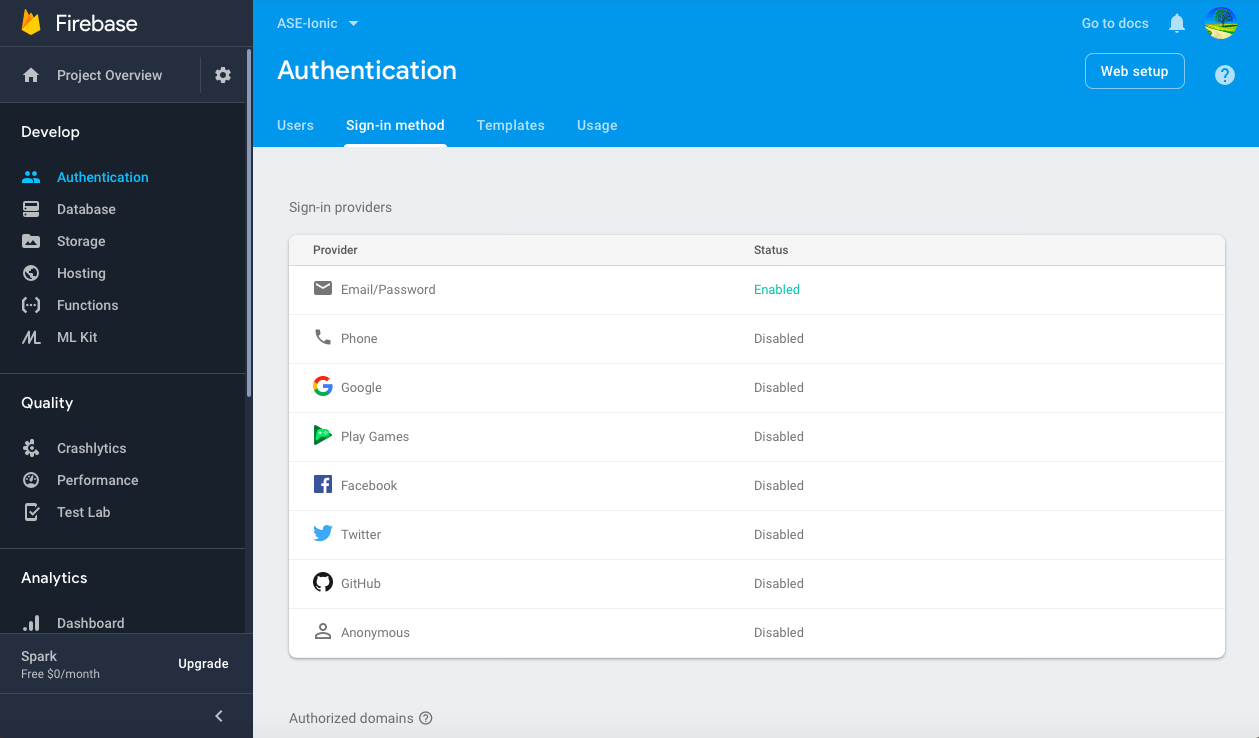 Firebase
Project Overview
Develop
Authentication
Database
Storage
Hosting
Functions
ML Kit
Quality
Crashlytics
Performance
Test Lab
Analytics
Dashboard
Spark
Free $0/month
Upgrade
ASE-Ionic
Go to docs
Authentication
Web setup
Users Sign-in method Templates Usage
Sign-in providers
Provider Status
Email/Password Enabled
Phone Disabled
Google Disabled
Play Games Disabled
Facebook Disabled
Twitter Disabled
GitHub Disabled
Anonymous Disabled
Authorized domains